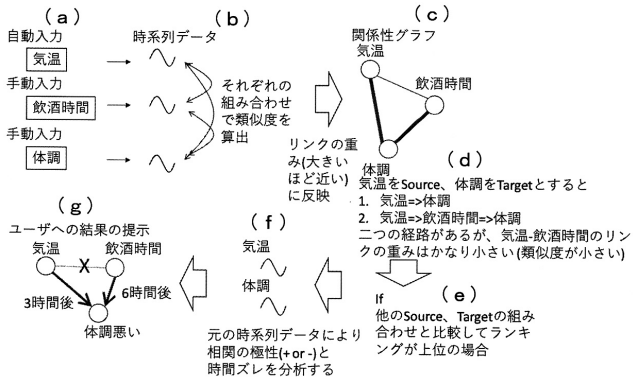 (a)
自動入力
気温
手動入力
飲酒時間
手動入力
体調
(b)
時系列データ
それぞれの
組み合わせ
で類似度を
算出
リンクの重
み(大きい
ほど近い)
に反映
(c)
関係性グラフ
気温
飲酒時間
体調
(d)
気温をSource、体調をTargetとすると
1. 気温=>体調
2. 気温=>飲酒時間=>体調
二つの経路があるが、気温-飲酒時間のリン
クの重みはかなり小さい(類似度が小さい)
(e)
If
他のSource、Targetの組み
合わせと比較してランキ
ングが上位の場合
(f)
気温
体調
元の時系列データにより
相関の極性(+ or -)と
時間ズレを分析する
(g)
ユーザへの結果の提示
気温
飲酒時間
X
3時間後
6時間後
体調悪い